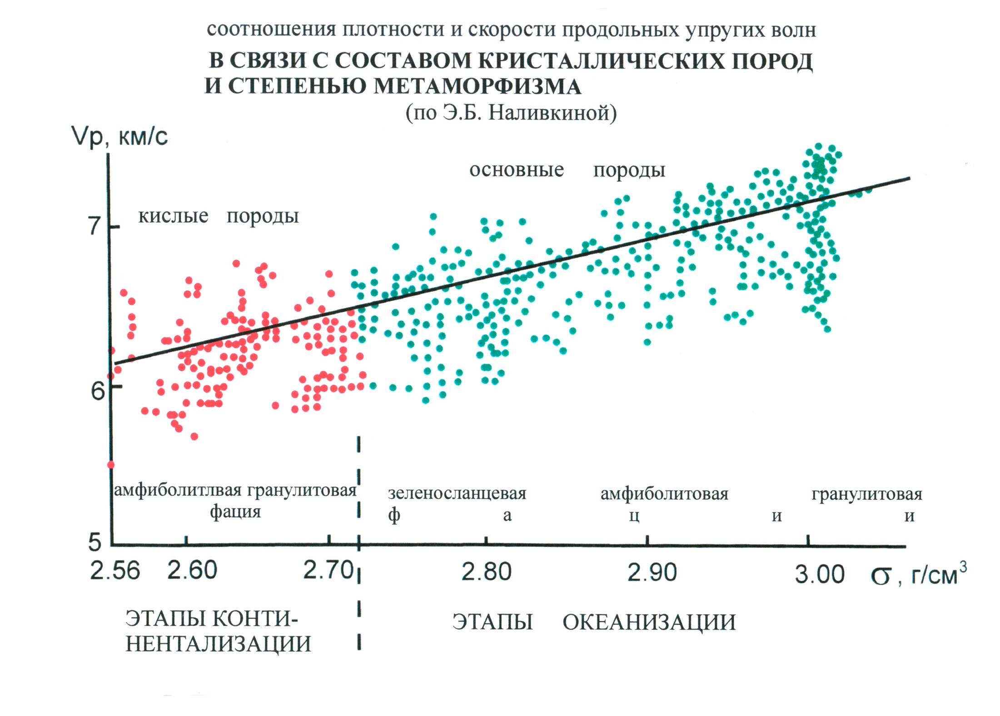 соотношения плотности и скорости продольных упругих волн
В СВЯЗИ С СОСТАВОМ КРИСТАЛЛИЧЕСКИХ ПОРОД
И СТЕПЕНЬЮ МЕТАМОРФИЗМА
(по Э.Б. Наливкиной)
Vp, км/с
основные породы
кислые породы
7
6
амфиболитлвая гранулитовая
фация
зеленосланцевая амфиболитовая гранулитовая
ф а ц и и
5
2.56 2.60 2.70 2.80 2.90 3.00 σ, г/см³
ЭТАПЫ КОНТИ-
НЕНТАЛИЗАЦИИ
ЭТАПЫ ОКЕАНИЗАЦИИ